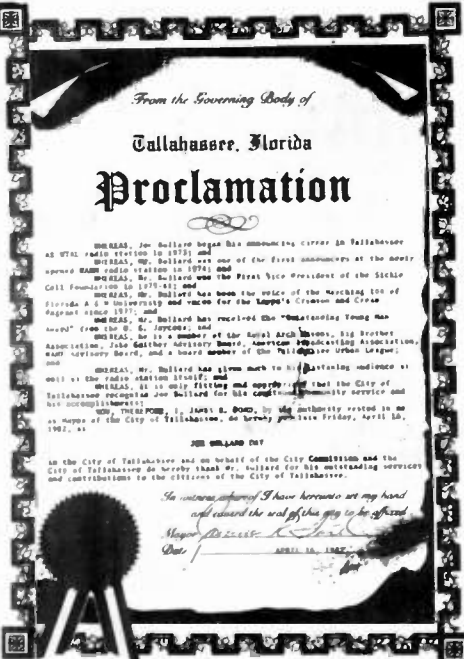 From the Governing Body of
Tallahassee, Florida
Proclamation
WHEREAS, Joe Bullard began his announcing career in Tallahassee
at WTAL radio station in 1973; and
WHEREAS, Mr. Bullard was one of the first announcers at the newly
opened WANM radio station in 1974; and
WHEREAS, Mr. Bullard was the First Vice President of the Sickle
Cell Foundation in 1979-81; and
WHEREAS, Mr. Bullard has been the voice of the Marching 100 of
Florida A & M University and emcee for the Kappa's Crimson and Cream
Pageant since 1977; and
WHEREAS, Mr. Bullard has received the "Outstanding Young Man
Award" from the U. S. Jaycees; and
WHEREAS, he is a member of the Royal Arch Masons, Big Brother
Association, Jake Gaither Advisory Board, American Broadcasting Association,
WANM Advisory Board, and a board member of the Tallahassee Urban League;
and
WHEREAS, Mr. Bullard has given much to his listening audience as
well as the radio station itself; and
WHEREAS, it is only fitting and appropriate that the City of
Tallahassee recognize Joe Bullard for his community service and
his accomplishments;
NOW, THEREFORE, I, JAMES R. FORD, by the authority vested in me
as Mayor of the City of Tallahassee, do hereby proclaim Friday, April 16,
1982, as
JOE BULLARD DAY
in the City of Tallahassee and on behalf of the City Commission and the
City of Tallahassee do hereby thank Mr. Bullard for his outstanding services
and contributions to the citizens of the City of Tallahassee.
In witness whereof I have hereunto set my hand
and caused the seal of this city to be affixed
Mayor
Date APRIL 16, 1982